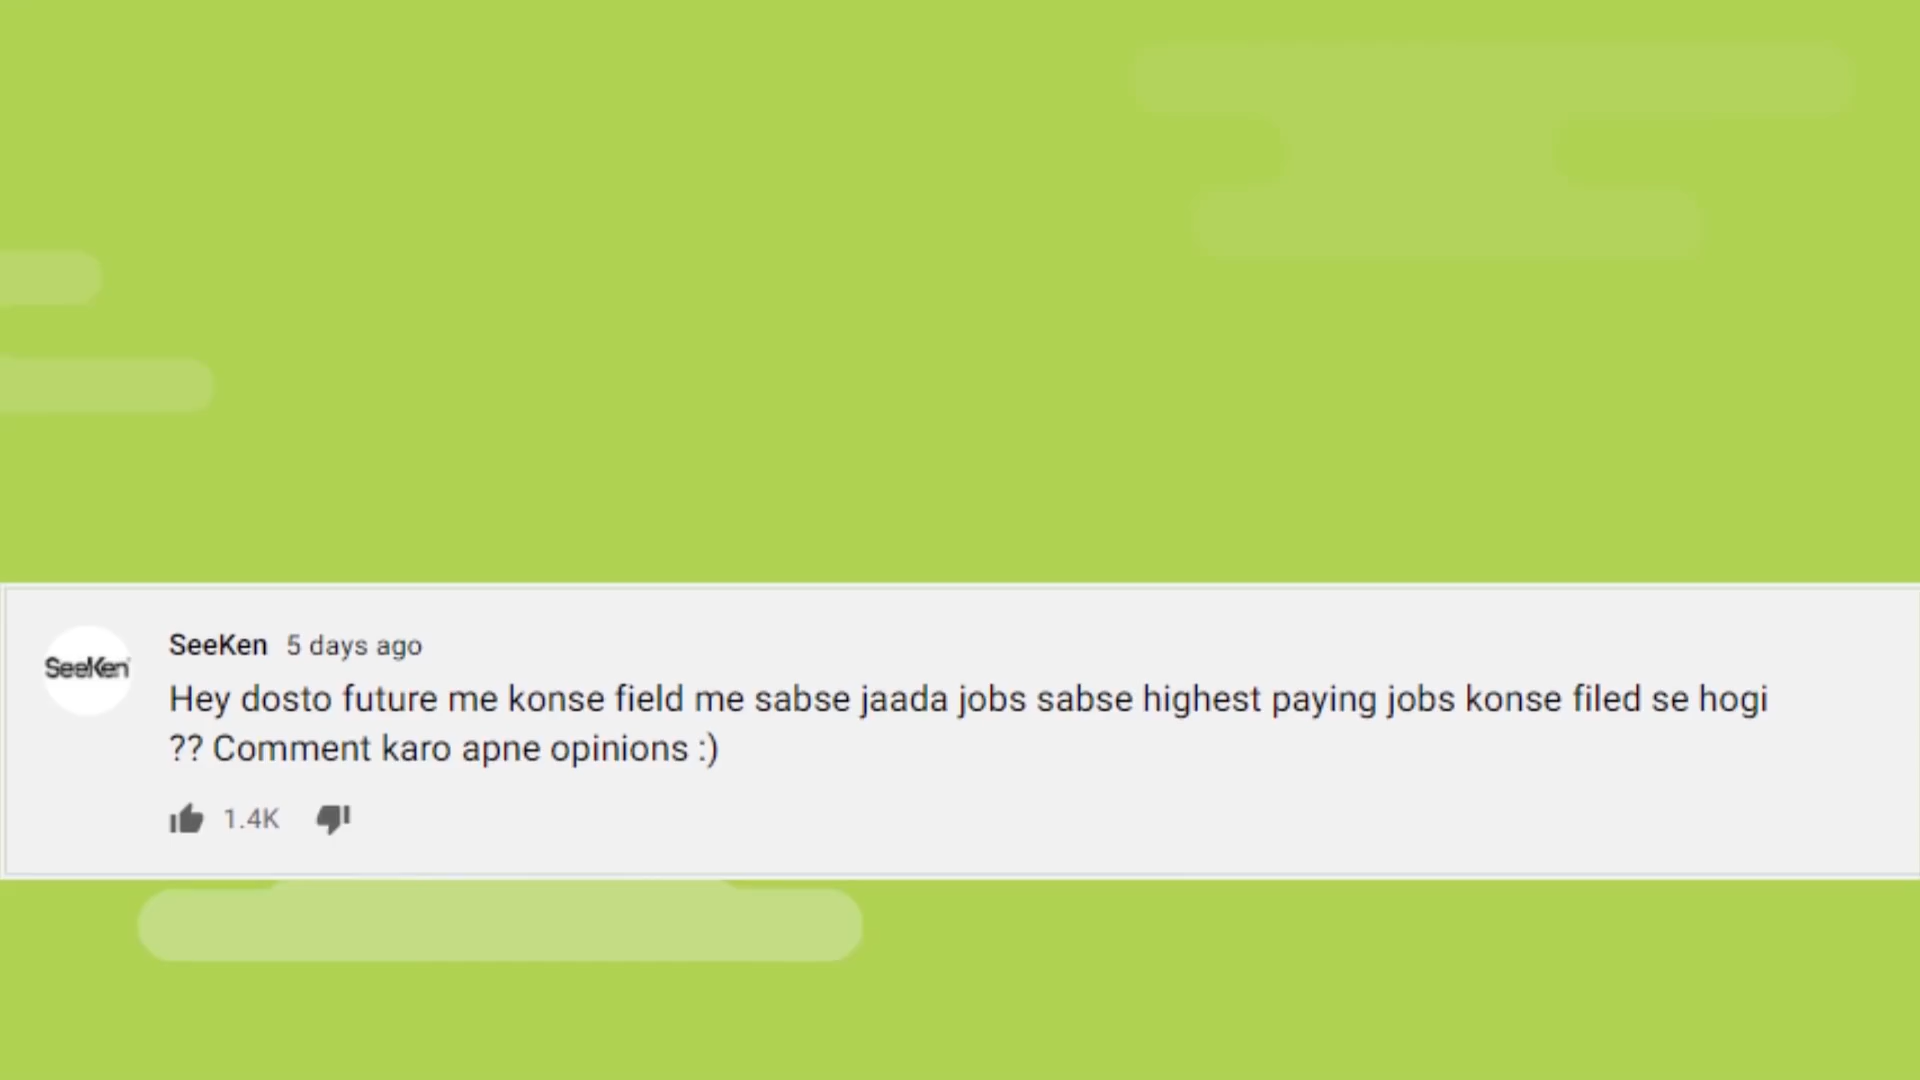 SeeKen
SeeKen 5 days ago
Hey dosto future me konse field me sabse jaada jobs sabse highest paying jobs konse filed se hogi
?? Comment karo apne opinions :)
1.4K